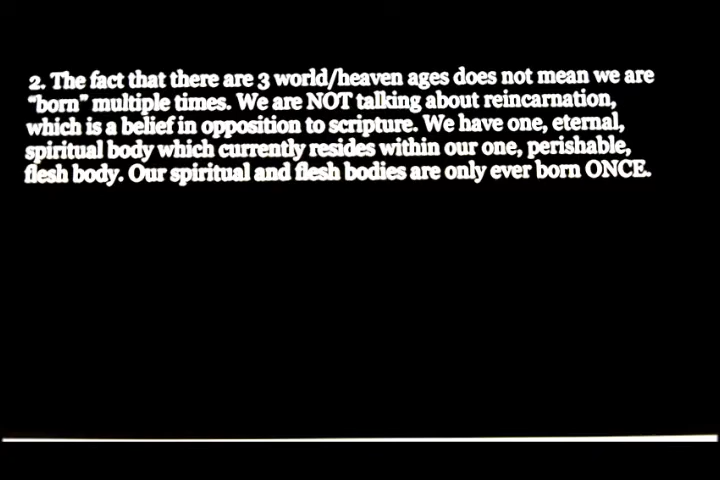 2. The fact that there are 3 world/heaven ages does not mean we are
"born" multiple times. We are NOT talking about reincarnation,
which is a belief in opposition to scripture. We have one, eternal,
spiritual body which currently resides within our one, perishable,
flesh body. Our spiritual and flesh bodies are only ever born ONCE.